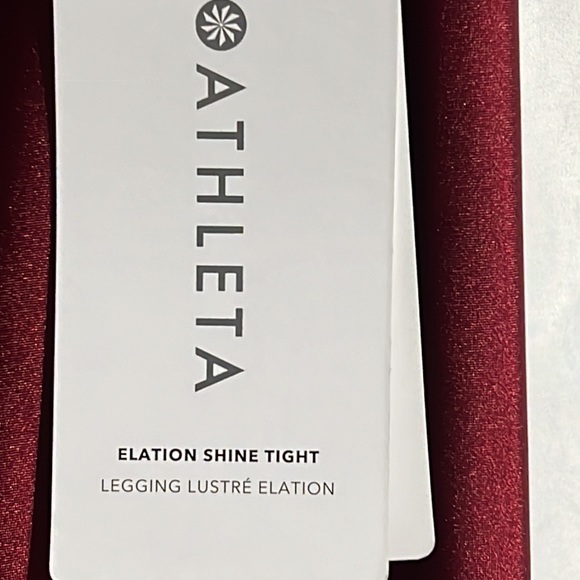 ATHLETA
ELATION SHINE TIGHT
LEGGING LUSTRÉ ELATION